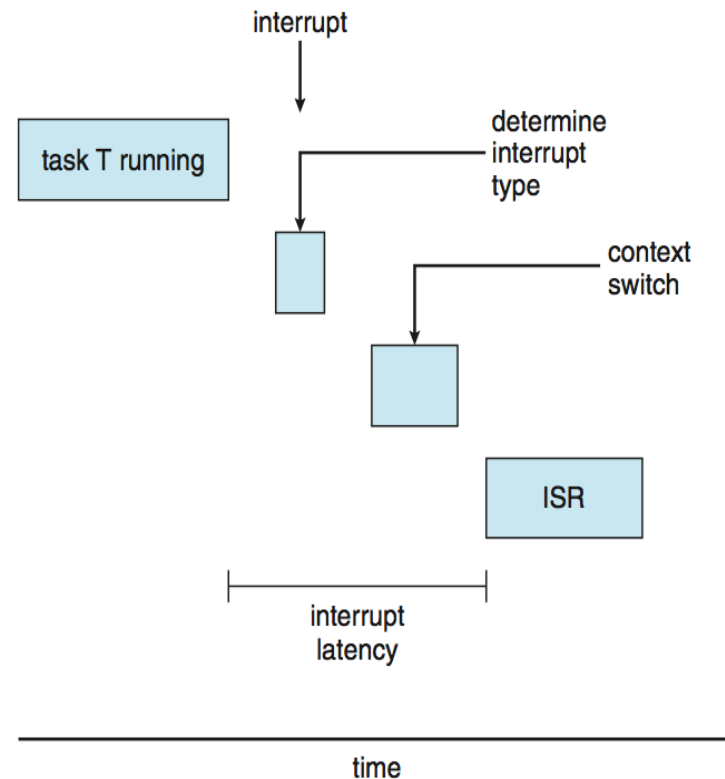 interrupt
task T running
determine
interrupt
type
context
switch
ISR
interrupt
latency
time